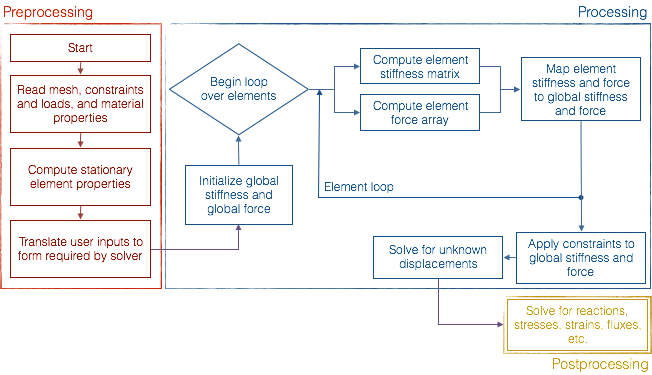 Preprocessing
Processing
Start
Read mesh, constraints
and loads, and material
properties
Compute stationary
element properties
Translate user inputs to
form required by solver
Initialize global
stiffness and
global force
Begin loop
over elements
Compute element
stiffness matrix
Compute element
force array
Map element
stiffness and force
to global stiffness
and force
Element loop
Apply constraints to
global stiffness and
force
Solve for unknown
displacements
Solve for reactions,
stresses, strains, fluxes,
etc.
Postprocessing